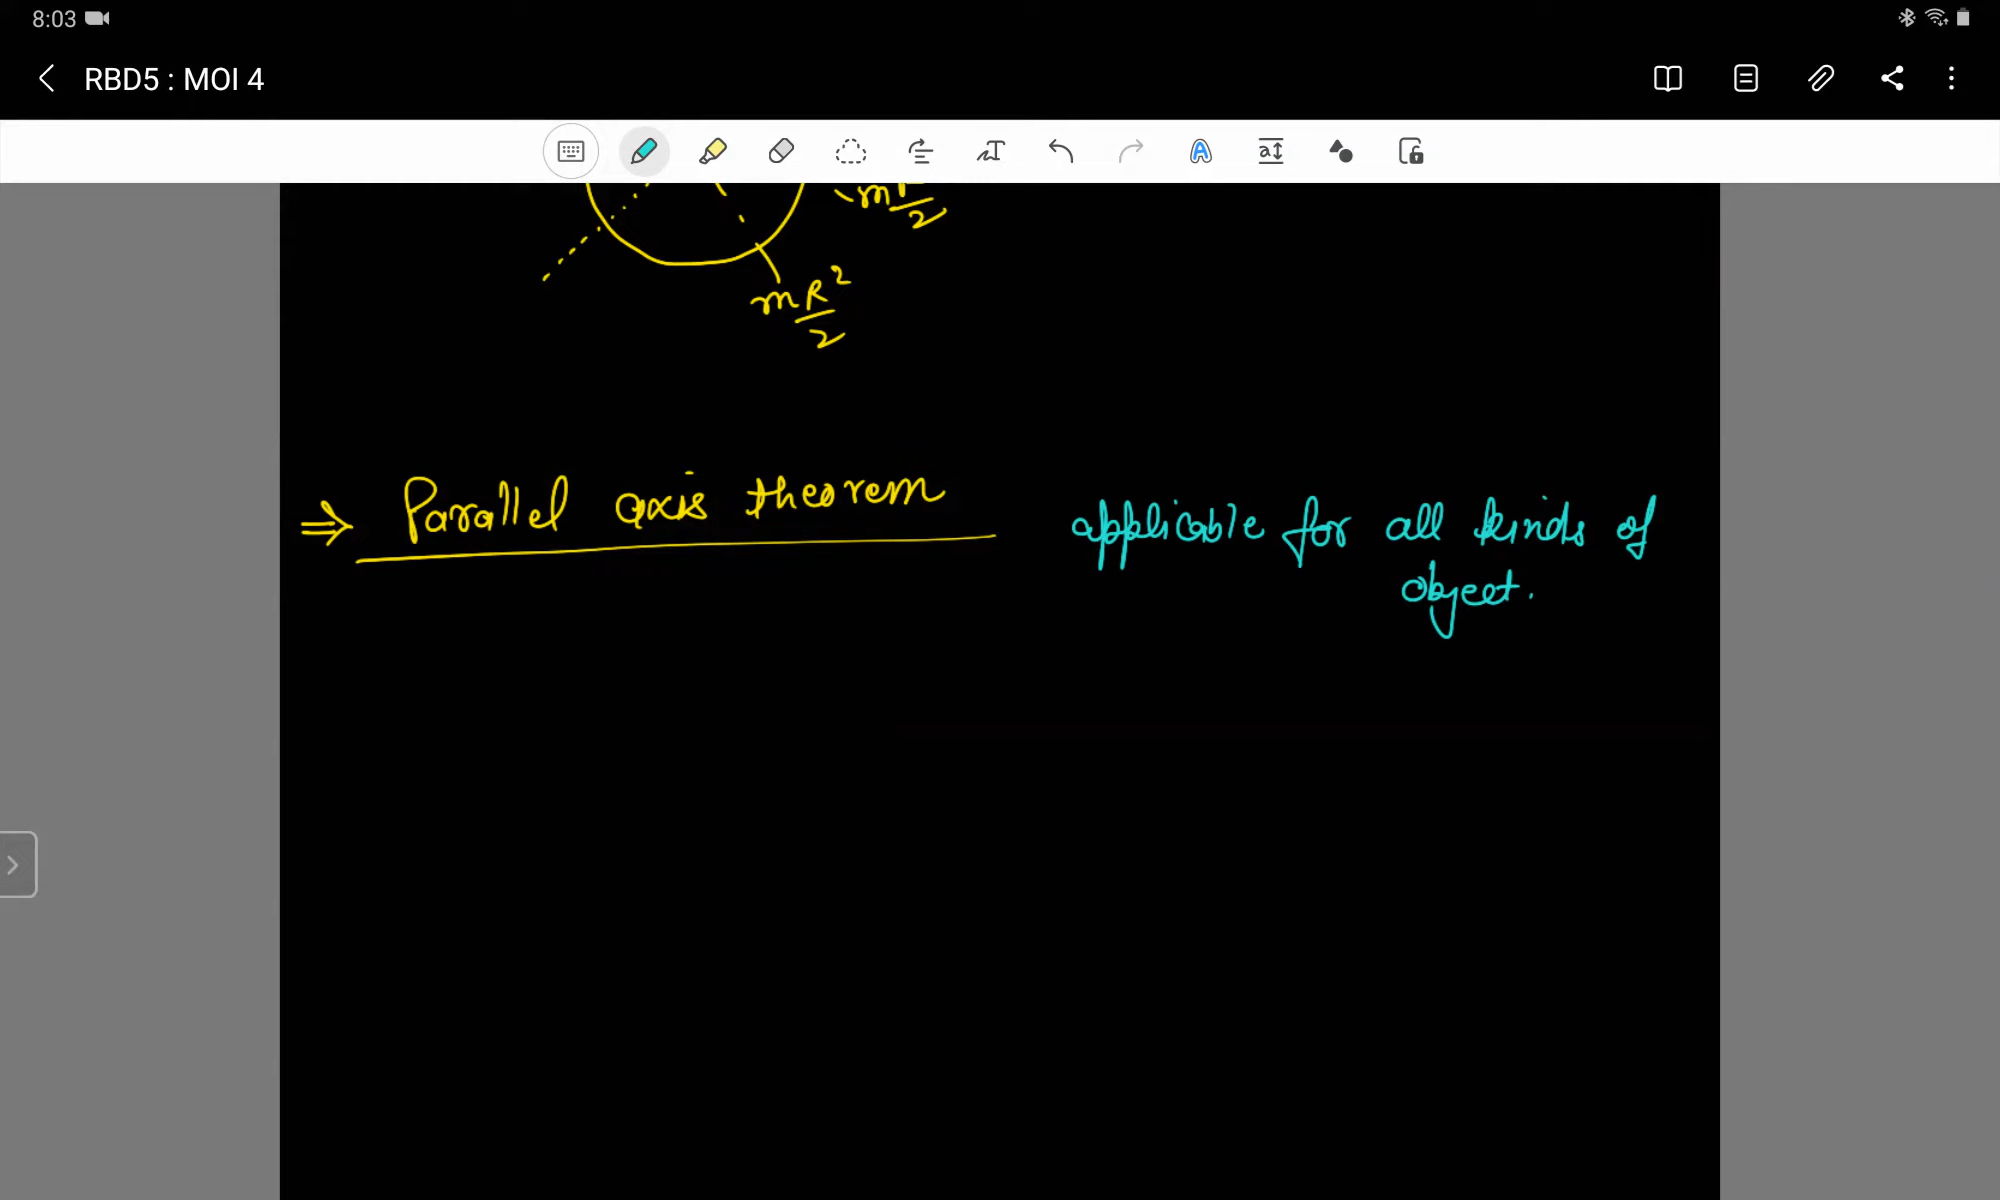 8:03
RBD5 : MOI 4
mR²/2
⇒ Parallel axis theorem
applicable for all kinds of
object.